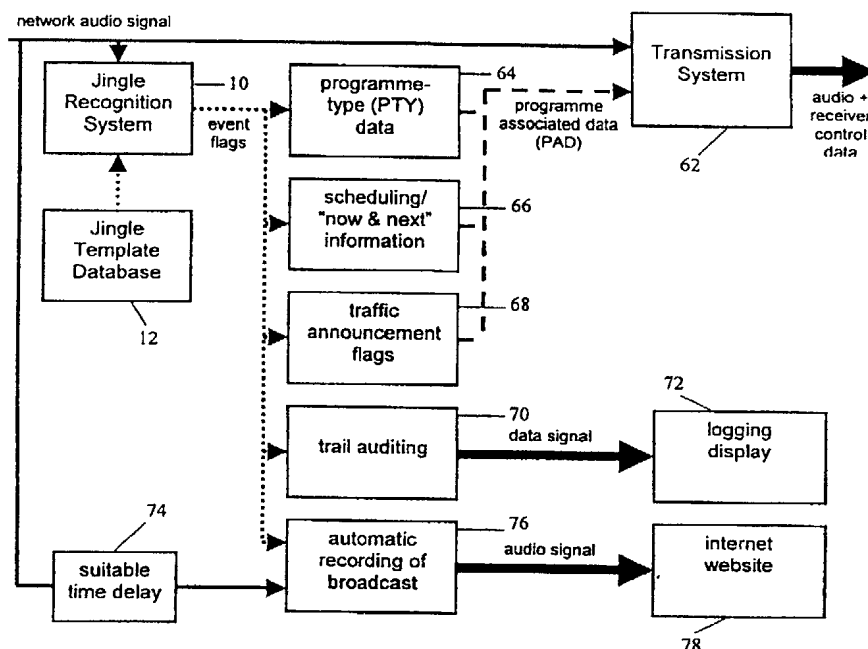 network audio signal
Jingle
Recognition
System
10
event
flags
Jingle
Template
Database
12
programme-
type (PTY)
data
64
scheduling/
"now & next"
information
66
traffic
announcement
flags
68
programme
associated data
(PAD)
Transmission
System
62
audio +
receiver
control
data
trail auditing
70
data signal
logging
display
72
suitable
time delay
74
automatic
recording of
broadcast
76
audio signal
internet
website
78